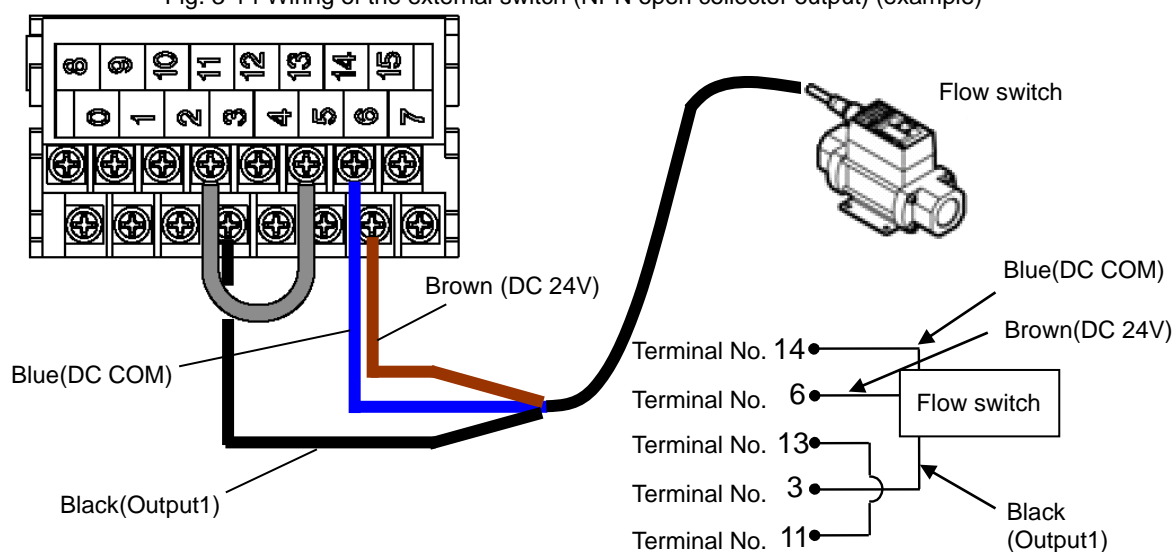 Fig. 3-14 Wiring of the external switch (NPN open collector output) (example)
8 9 10 11 12 13 14 15
0 1 2 3 4 5 6 7
Flow switch
Brown (DC 24V)
Blue(DC COM)
Black(Output1)
Blue(DC COM)
Brown(DC 24V)
Terminal No. 14
Terminal No. 6
Flow switch
Terminal No. 13
Terminal No. 3
Terminal No. 11
Black
(Output1)